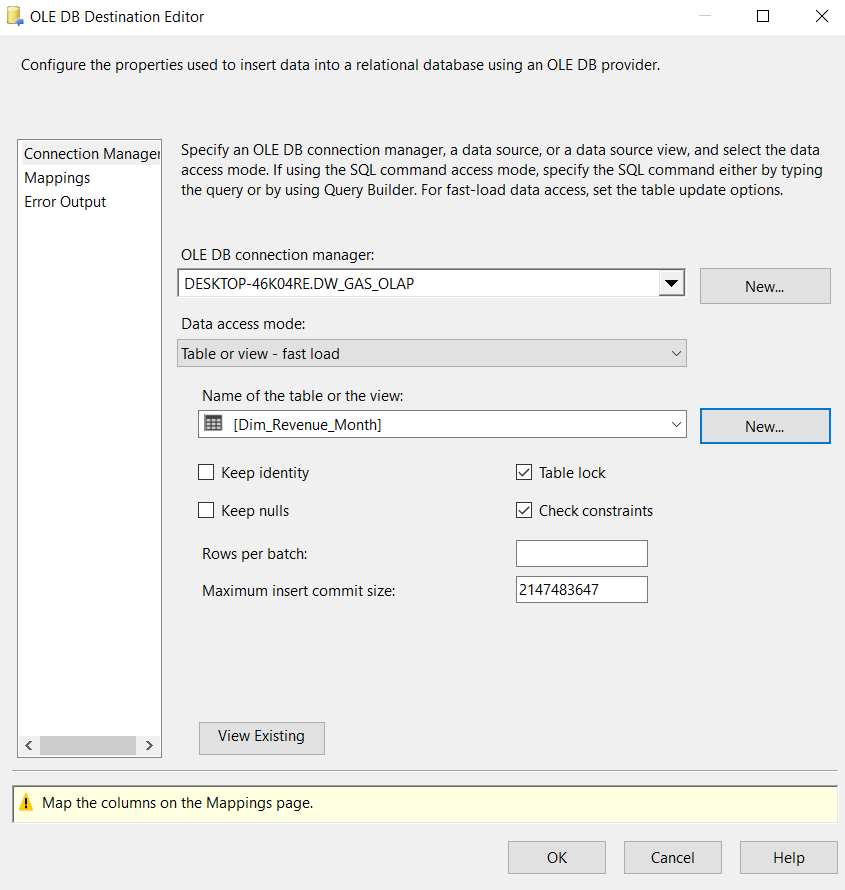 OLE DB Destination Editor
Configure the properties used to insert data into a relational database using an OLE DB provider.
Connection Manager
Mappings
Error Output
Specify an OLE DB connection manager, a data source, or a data source view, and select the data
access mode. If using the SQL command access mode, specify the SQL command either by typing
the query or by using Query Builder. For fast-load data access, set the table update options.
OLE DB connection manager:
DESKTOP-46K04RE.DW_GAS_OLAP
New...
Data access mode:
Table or view - fast load
Name of the table or the view:
[Dim_Revenue_Month]
New...
Keep identity
Table lock
Keep nulls
Check constraints
Rows per batch:
Maximum insert commit size:
2147483647
View Existing
Map the columns on the Mappings page.
OK
Cancel
Help